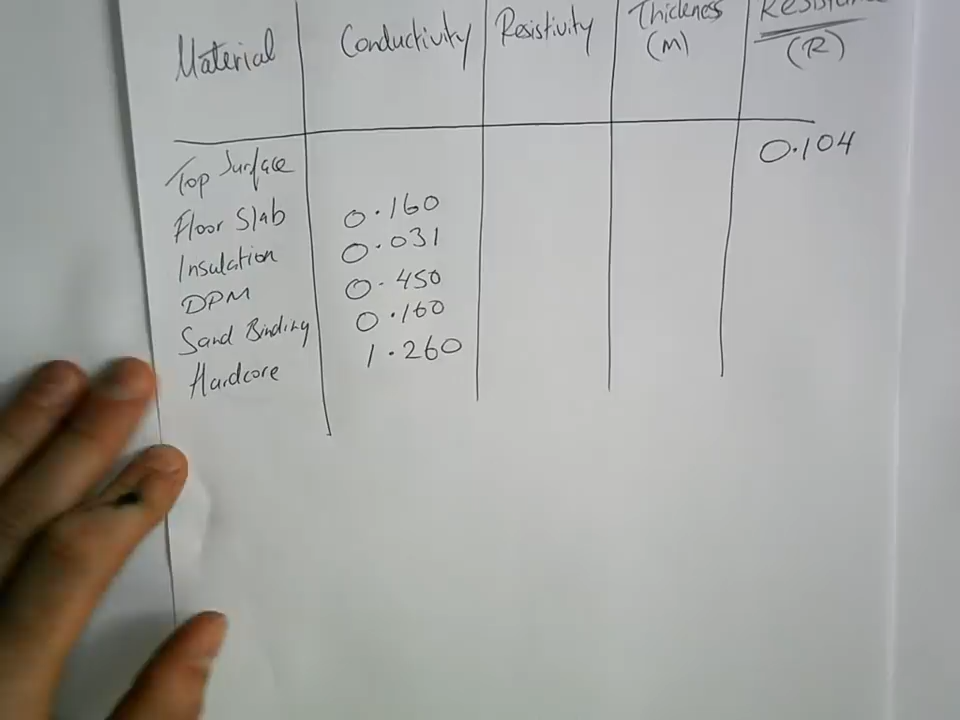 Material Conductivity Resistivity Thickness (M) (R)
Top Surface 0.104
Floor Slab 0.160
Insulation 0.031
DPM 0.450
Sand Binding 0.160
Hardcore 1.260